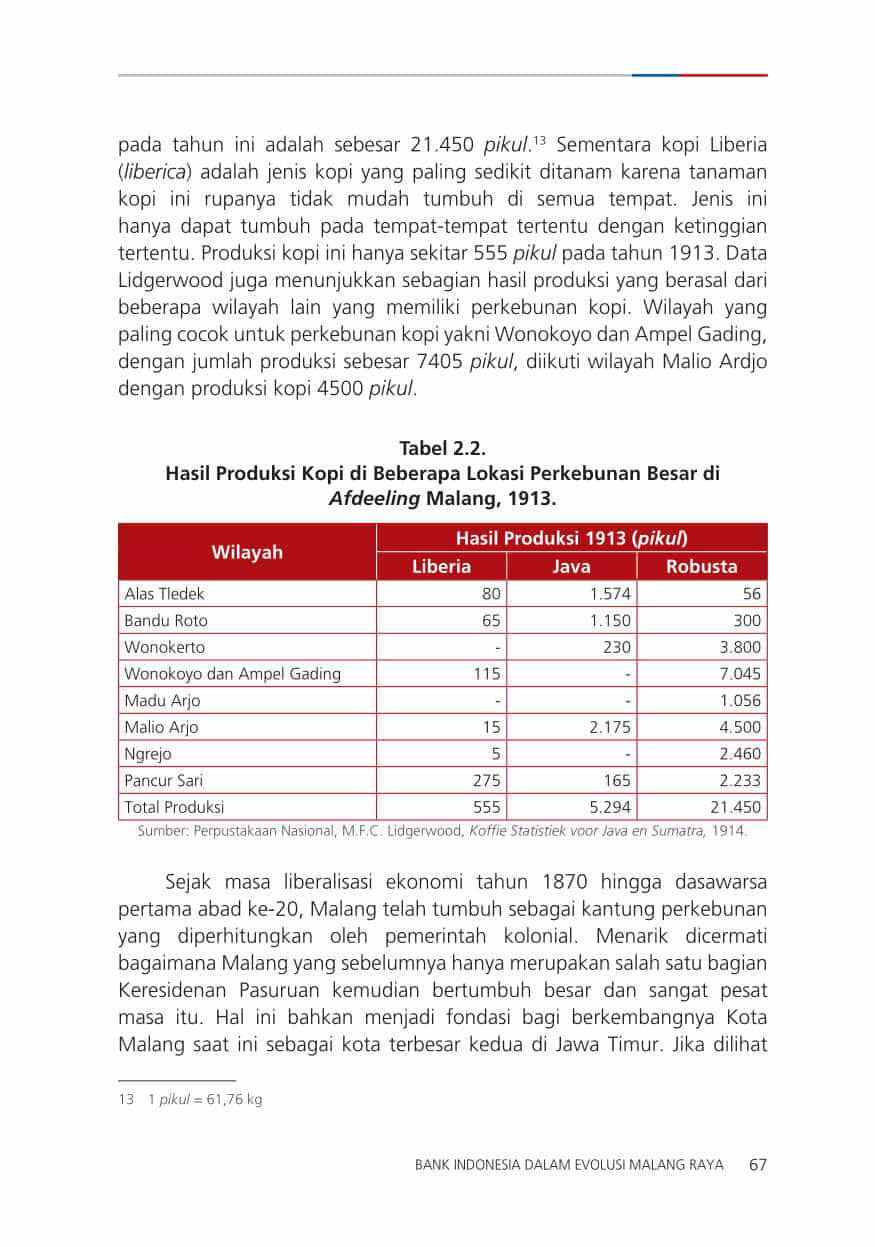 pada tahun ini adalah sebesar 21.450 pikul.13 Sementara kopi Liberia
(liberica) adalah jenis kopi yang paling sedikit ditanam karena tanaman
kopi ini rupanya tidak mudah tumbuh di semua tempat. Jenis ini
hanya dapat tumbuh pada tempat-tempat tertentu dengan ketinggian
tertentu. Produksi kopi ini hanya sekitar 555 pikul pada tahun 1913. Data
Lidgerwood juga menunjukkan sebagian hasil produksi yang berasal dari
beberapa wilayah lain yang memiliki perkebunan kopi. Wilayah yang
paling cocok untuk perkebunan kopi yakni Wonokoyo dan Ampel Gading,
dengan jumlah produksi sebesar 7405 pikul, diikuti wilayah Malio Ardjo
dengan produksi kopi 4500 pikul.
Tabel 2.2.
Hasil Produksi Kopi di Beberapa Lokasi Perkebunan Besar di
Afdeeling Malang, 1913.
Wilayah Hasil Produksi 1913 (pikul)
Liberia Java Robusta
Alas Tledek 80 1.574 56
Bandu Roto 65 1.150 300
Wonokerto - 230 3.800
Wonokoyo dan Ampel Gading 115 - 7.045
Madu Arjo - - 1.056
Malio Arjo 15 2.175 4.500
Ngrejo 5 - 2.460
Pancur Sari 275 165 2.233
Total Produksi 555 5.294 21.450
Sumber: Perpustakaan Nasional, M.F.C. Lidgerwood, Koffie Statistiek voor Java en Sumatra, 1914.
Sejak masa liberalisasi ekonomi tahun 1870 hingga dasawarsa
pertama abad ke-20, Malang telah tumbuh sebagai kantung perkebunan
yang diperhitungkan oleh pemerintah kolonial. Menarik dicermati
bagaimana Malang yang sebelumnya hanya merupakan salah satu bagian
Keresidenan Pasuruan kemudian bertumbuh besar dan sangat pesat
masa itu. Hal ini bahkan menjadi fondasi bagi berkembangnya Kota
Malang saat ini sebagai kota terbesar kedua di Jawa Timur. Jika dilihat
13 1 pikul = 61,76 kg
BANK INDONESIA DALAM EVOLUSI MALANG RAYA 67